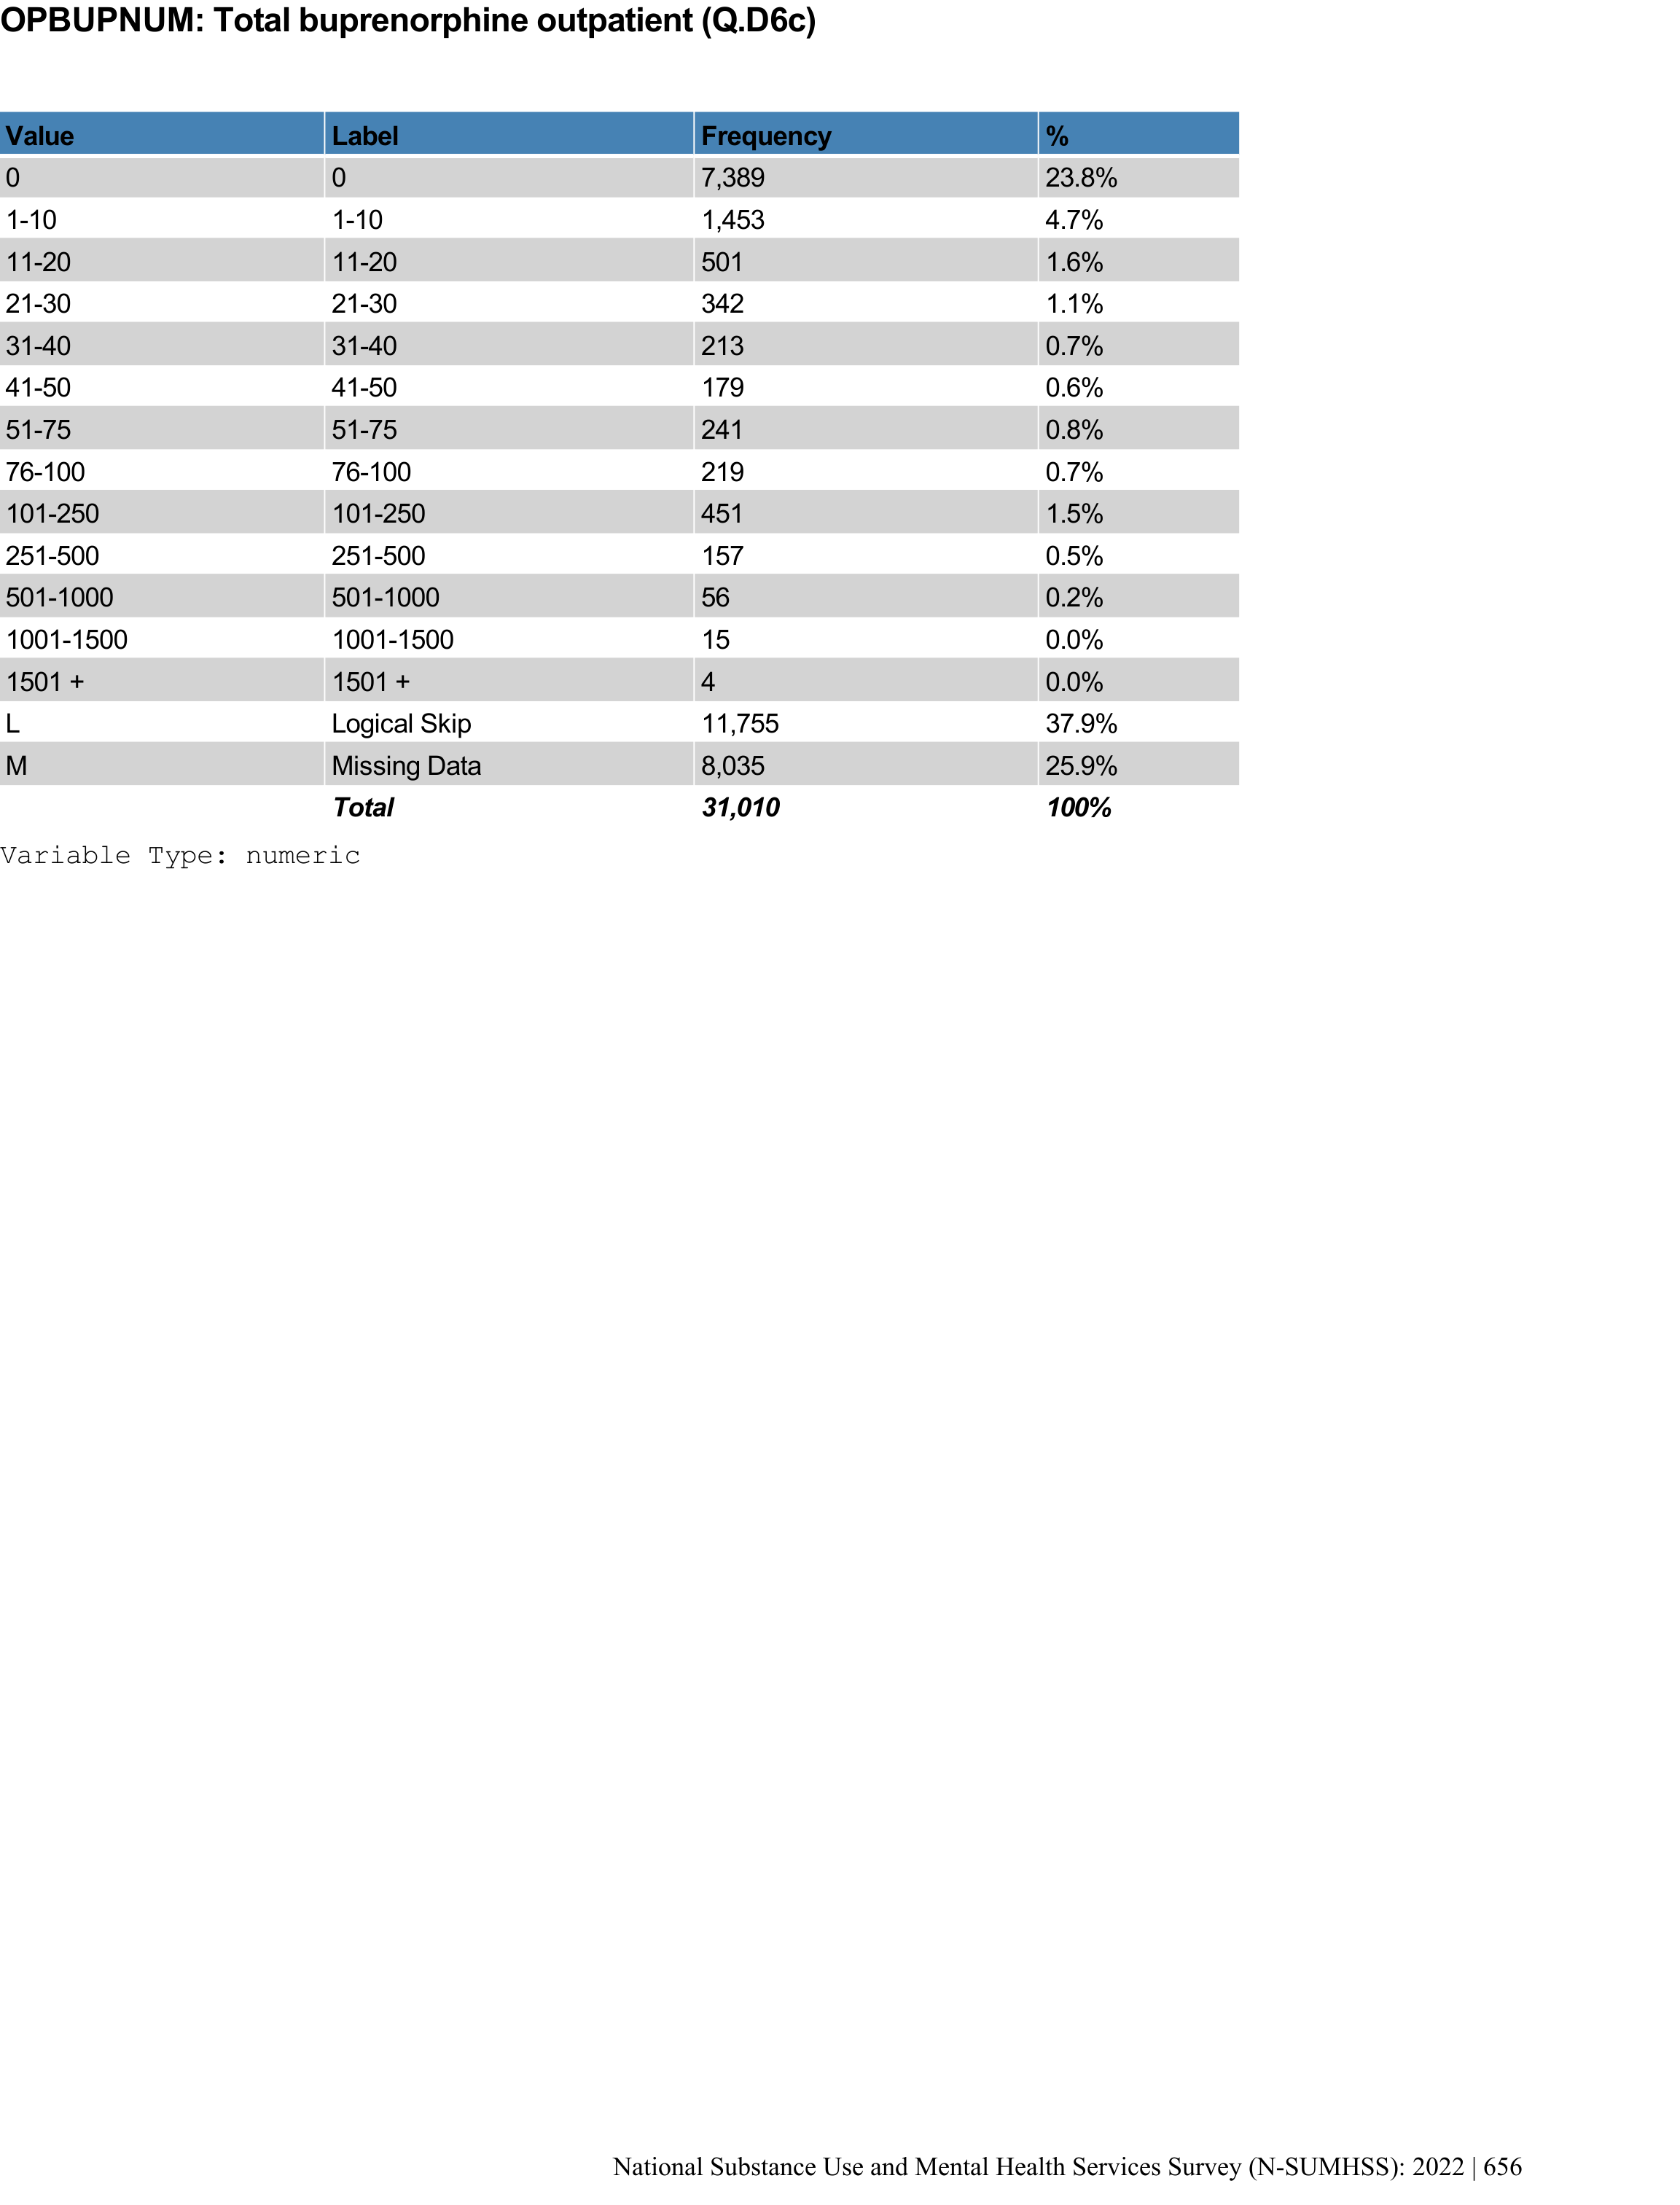 OPBUPNUM: Total buprenorphine outpatient (Q.D6c)
Value Label Frequency %
0 0 7,389 23.8%
1-10 1-10 1,453 4.7%
11-20 11-20 501 1.6%
21-30 21-30 342 1.1%
31-40 31-40 213 0.7%
41-50 41-50 179 0.6%
51-75 51-75 241 0.8%
76-100 76-100 219 0.7%
101-250 101-250 451 1.5%
251-500 251-500 157 0.5%
501-1000 501-1000 56 0.2%
1001-1500 1001-1500 15 0.0%
1501 + 1501 + 4 0.0%
L Logical Skip 11,755 37.9%
M Missing Data 8,035 25.9%
Total 31,010 100%
Variable Type: numeric
National Substance Use and Mental Health Services Survey (N-SUMHSS): 2022 | 656